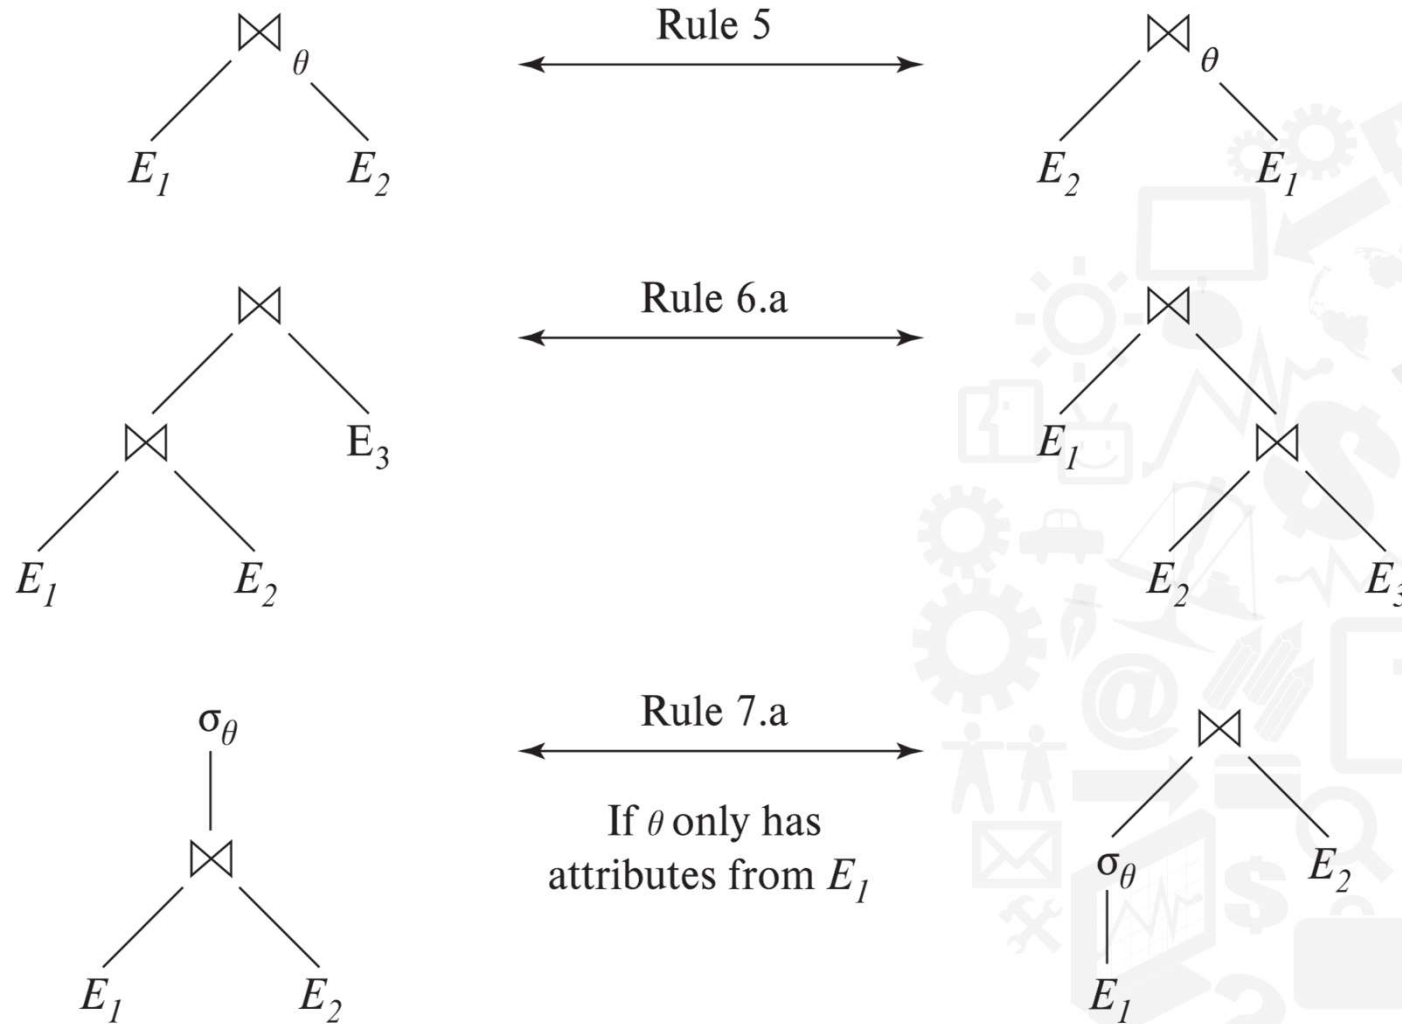 ⋈θ Rule 5 ⋈θ
E1 E2 E2 E1
⋈ Rule 6.a ⋈
⋈ E3 E1 ⋈
E1 E2 E2 E3
σθ Rule 7.a ⋈
If θ only has
⋈ attributes from E1 σθ E2
E1 E2 E1